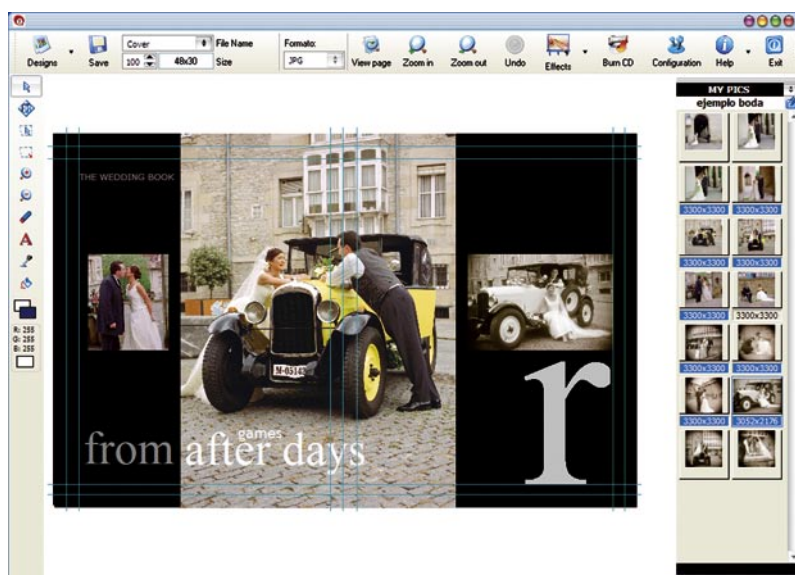 Cover
File Name
Formato:
100
48x30
Size
JPG
Designs
Save
View page
Zoom in
Zoom out
Undo
Effects
Burn CD
Configuration
Help
Exit
MY PICS
ejemplo boda
THE WEDDING BOOK
M-05142
games
from after days
r
A
R: 255
G: 255
B: 255
3300x3300 3300x3300
3300x3300 3300x3300
3300x3300 3300x3300
3300x3300 3052x2176